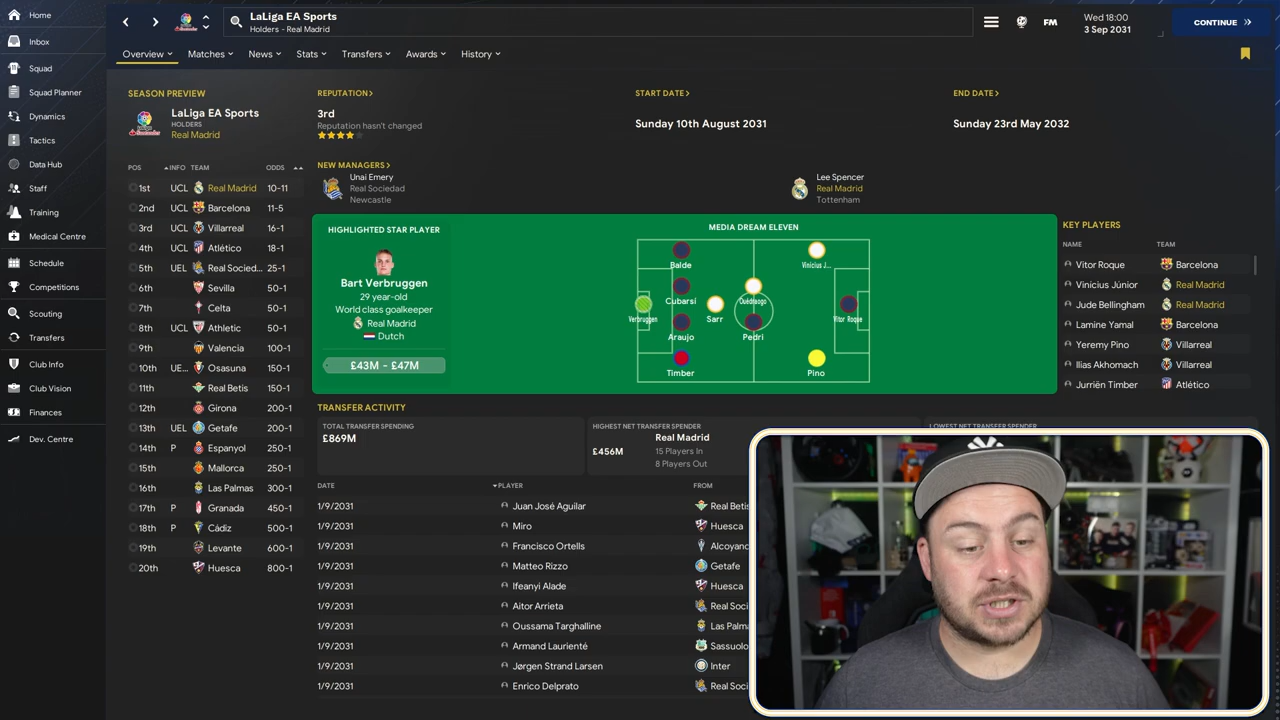 Home
Inbox
Squad
Squad Planner
Dynamics
Tactics
Data Hub
Staff
Training
Medical Centre
Schedule
Competitions
Scouting
Transfers
Club Info
Club Vision
Finances
Dev. Centre
LaLiga EA Sports
Holders - Real Madrid
FM
Wed 18:00
3 Sep 2031
CONTINUE
Overview
Matches
News
Stats
Transfers
Awards
History
SEASON PREVIEW
LaLiga EA Sports
HOLDERS
Real Madrid
REPUTATION
3rd
Reputation hasn't changed
START DATE
Sunday 10th August 2031
END DATE
Sunday 23rd May 2032
NEW MANAGERS
Unai Emery
Real Sociedad
Newcastle
Lee Spencer
Real Madrid
Tottenham
POS INFO TEAM ODDS
1st UCL Real Madrid 10-11
2nd UCL Barcelona 11-5
3rd UCL Villarreal 16-1
4th UCL Atlético 18-1
5th UEL Real Socied... 25-1
6th Sevilla 50-1
7th Celta 50-1
8th UCL Athletic 50-1
9th Valencia 100-1
10th UE... Osasuna 150-1
11th Real Betis 150-1
12th Girona 200-1
13th UEL Getafe 200-1
14th P Espanyol 250-1
15th Mallorca 250-1
16th Las Palmas 300-1
17th P Granada 450-1
18th P Cádiz 500-1
19th Levante 600-1
20th Huesca 800-1
HIGHLIGHTED STAR PLAYER
Bart Verbruggen
29 year-old
World class goalkeeper
Real Madrid
Dutch
£43M - £47M
MEDIA DREAM ELEVEN
Balde
Vinicius J...
Cubarsí
Ouédraogo
Verbruggen
Sarr
Vitor Roque
Araujo
Pedri
Timber
Pino
KEY PLAYERS
NAME TEAM
Vitor Roque Barcelona
Vinicius Júnior Real Madrid
Jude Bellingham Real Madrid
Lamine Yamal Barcelona
Yeremy Pino Villarreal
Ilias Akhomach Villarreal
Jurriën Timber Atlético
TRANSFER ACTIVITY
TOTAL TRANSFER SPENDING
£869M
HIGHEST NET TRANSFER SPENDER
£456M
Real Madrid
15 Players In
8 Players Out
LOWEST NET TRANSFER SPENDER
DATE PLAYER FROM
1/9/2031 Juan José Aguilar Real Betis
1/9/2031 Miro Huesca
1/9/2031 Francisco Ortells Alcoyano
1/9/2031 Matteo Rizzo Getafe
1/9/2031 Ifeanyi Alade Huesca
1/9/2031 Aitor Arrieta Real Soci
1/9/2031 Oussama Targhalline Las Palma
1/9/2031 Armand Laurienté Sassuolo
1/9/2031 Jørgen Strand Larsen Inter
1/9/2031 Enrico Delprato Real Soci